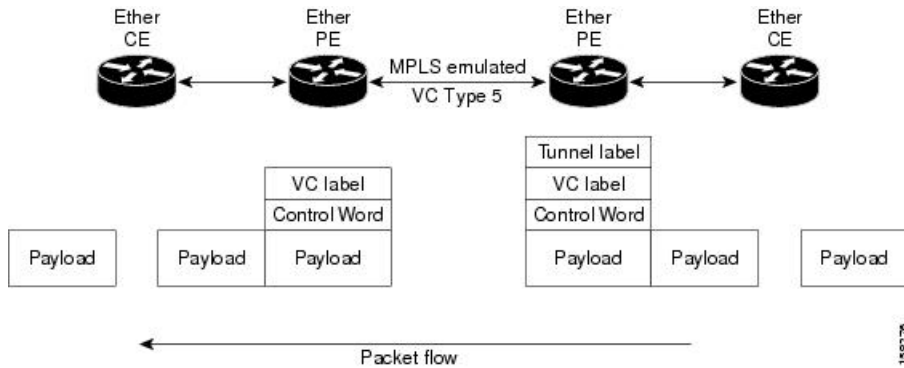 Ether
CE
Ether
PE
Ether
PE
Ether
CE
MPLS emulated
VC Type 5
Tunnel label
VC label
VC label
Control Word
Control Word
Payload
Payload
Payload
Payload
Payload
Payload
Packet flow